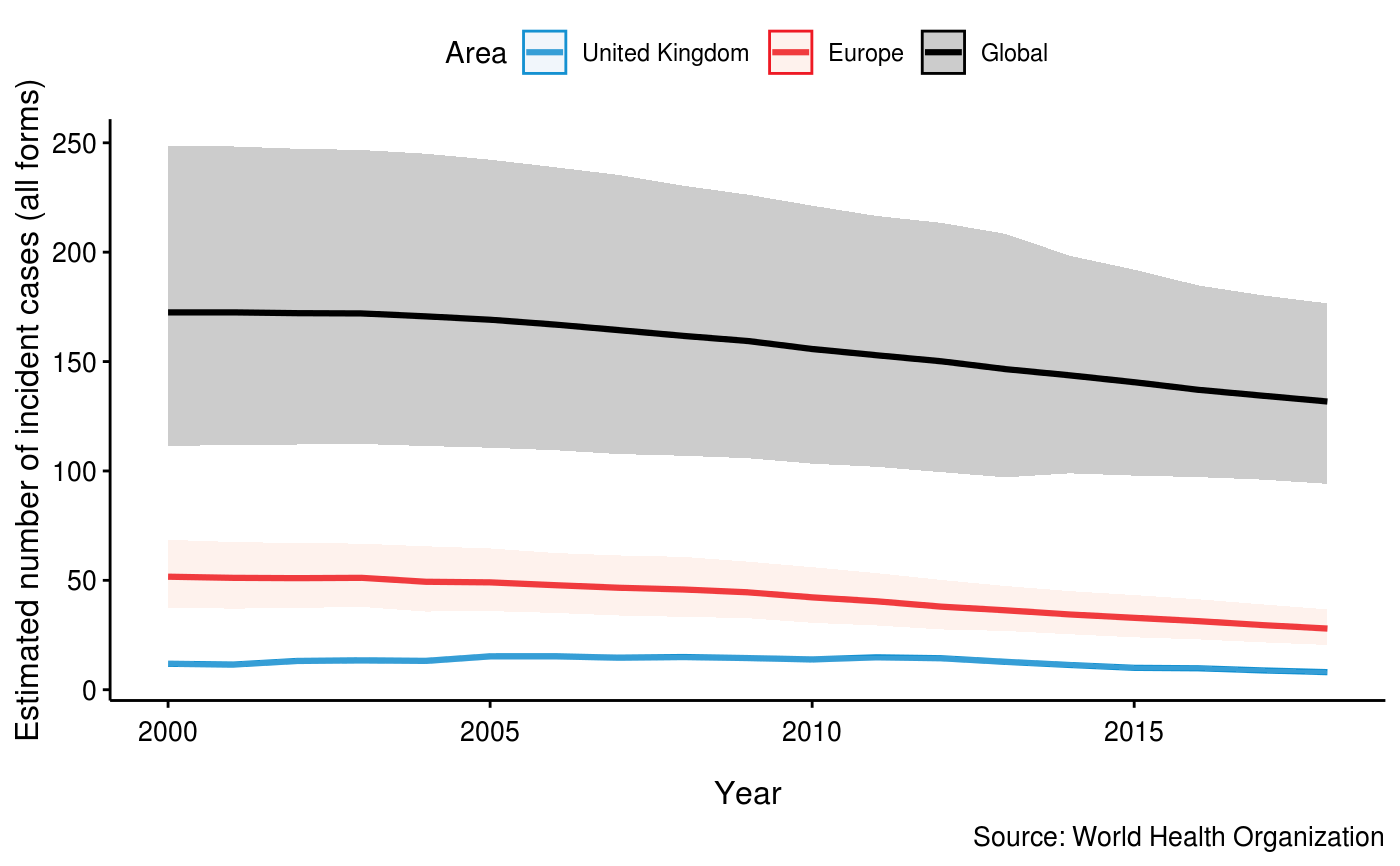 Area United Kingdom Europe Global
Estimated number of incident cases (all forms)
250
200
150
100
50
0
2000 2005 2010 2015
Year
Source: World Health Organization